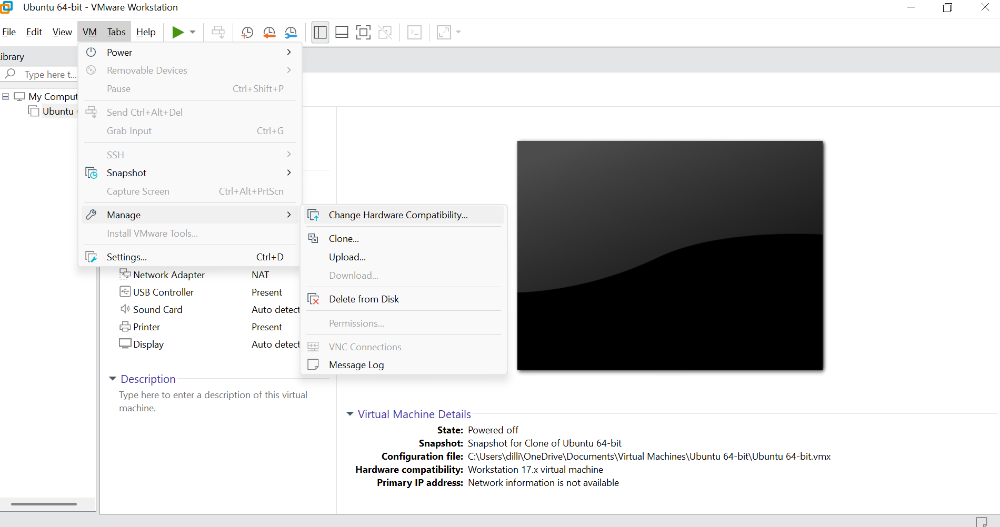 Ubuntu 64-bit - VMware Workstation
File Edit View VM Tabs Help
ibrary
Type here t...
My Comput
Ubuntu
Power
Removable Devices
Pause Ctrl+Shift+P
Send Ctrl+Alt+Del
Grab Input Ctrl+G
SSH
Snapshot
Capture Screen Ctrl+Alt+PrtScn
Manage
Install VMware Tools...
Settings... Ctrl+D
Change Hardware Compatibility...
Clone...
Upload...
Download...
Delete from Disk
Permissions...
VNC Connections
Message Log
Network Adapter NAT
USB Controller Present
Sound Card Auto detect
Printer Present
Display Auto detect
Description
Type here to enter a description of this virtual
machine.
Virtual Machine Details
State: Powered off
Snapshot: Snapshot for Clone of Ubuntu 64-bit
Configuration file: C:\Users\dilli\OneDrive\Documents\Virtual Machines\Ubuntu 64-bit\Ubuntu 64-bit.vmx
Hardware compatibility: Workstation 17.x virtual machine
Primary IP address: Network information is not available